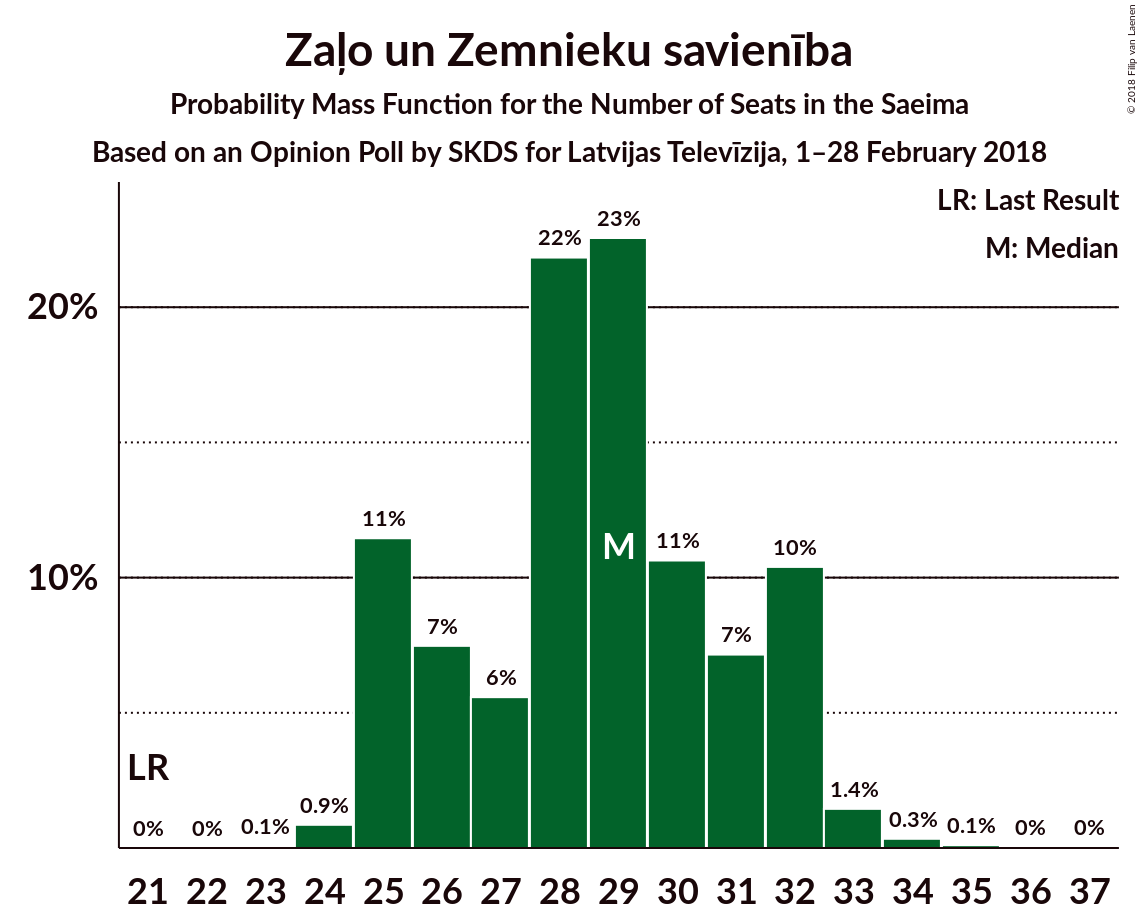 Zaļo un Zemnieku savienība
Probability Mass Function for the Number of Seats in the Saeima
Based on an Opinion Poll by SKDS for Latvijas Televīzija, 1–28 February 2018
© 2018 Filip van Laenen
LR: Last Result
M: Median
20%
10%
LR
M
0%
0%
0.1%
0.9%
11%
7%
6%
22%
23%
11%
7%
10%
1.4%
0.3%
0.1%
0%
0%
21 22 23 24 25 26 27 28 29 30 31 32 33 34 35 36 37